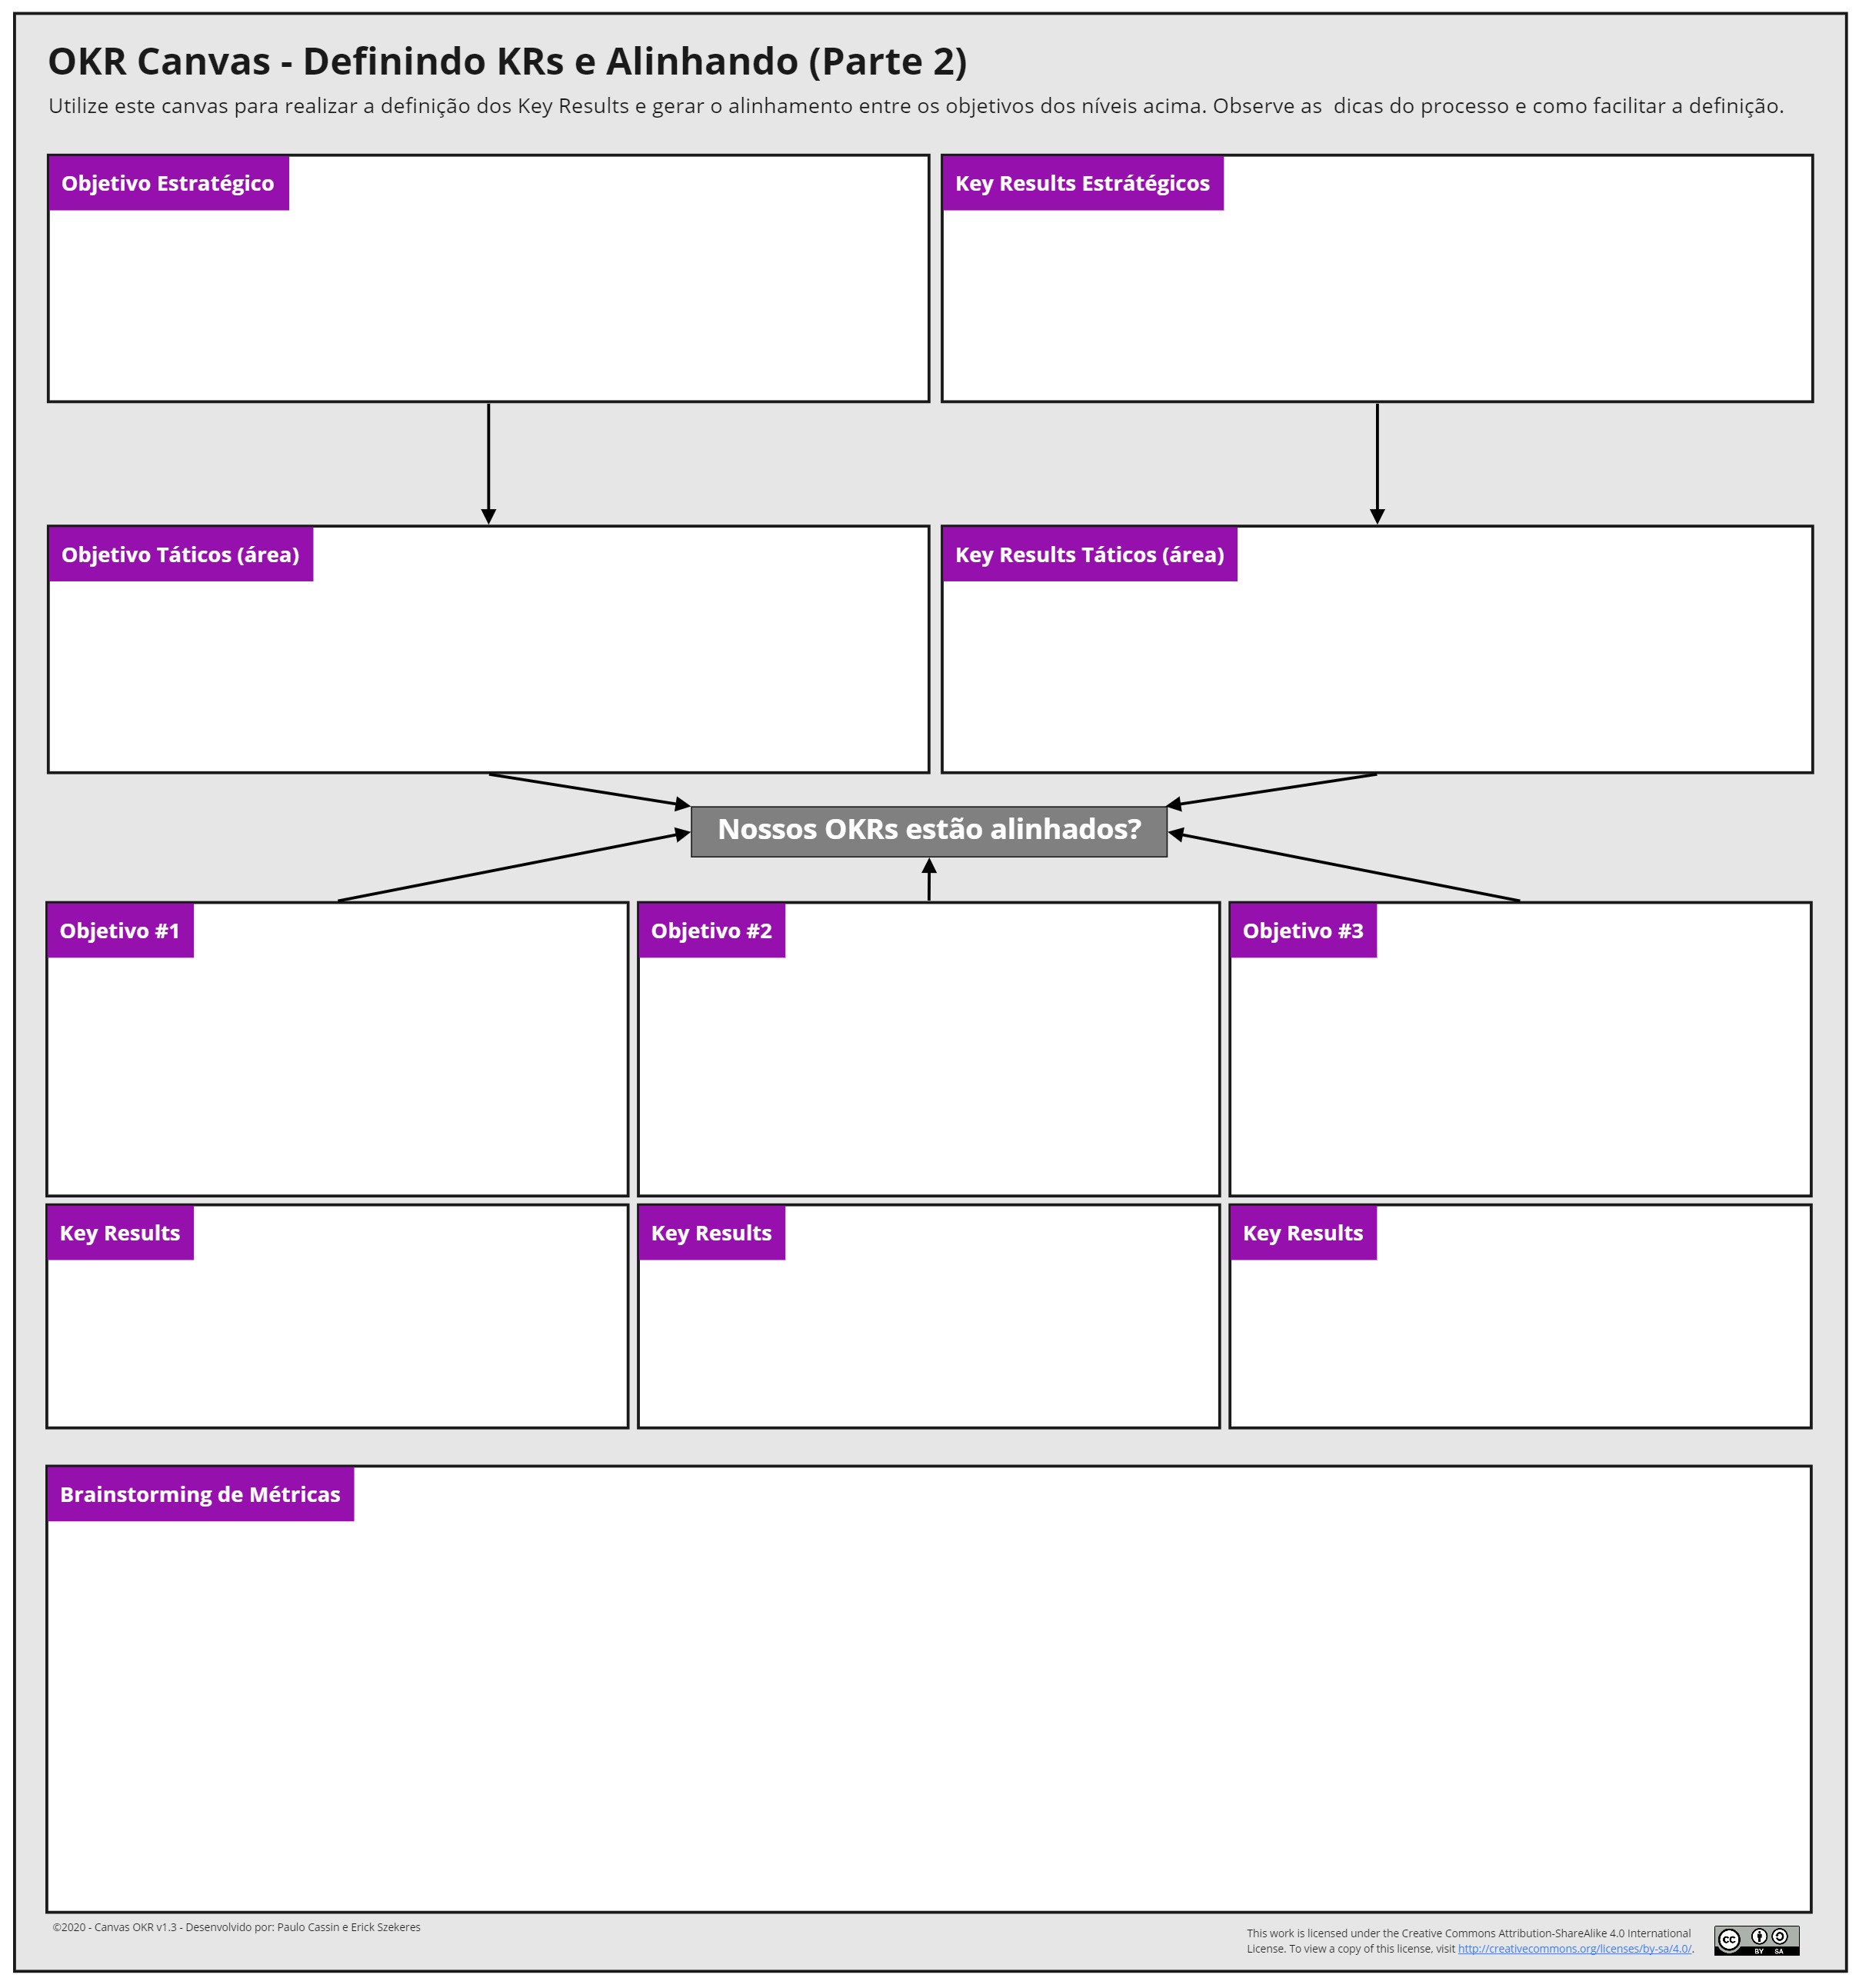 OKR Canvas - Definindo KRs e Alinhando (Parte 2)
Utilize este canvas para realizar a definição dos Key Results e gerar o alinhamento entre os objetivos dos níveis acima. Observe as  dicas do processo e como facilitar a definição.
Objetivo Estratégico
Key Results Estrátégicos
Objetivo Táticos (área)
Key Results Táticos (área)
Nossos OKRs estão alinhados?
Objetivo #1
Objetivo #2
Objetivo #3
Key Results
Key Results
Key Results
Brainstorming de Métricas
©2020 - Canvas OKR v1.3 - Desenvolvido por: Paulo Cassin e Erick Szekeres
This work is licensed under the Creative Commons Attribution-ShareAlike 4.0 International
License. To view a copy of this license, visit http://creativecommons.org/licenses/by-sa/4.0/.
cc
BY SA